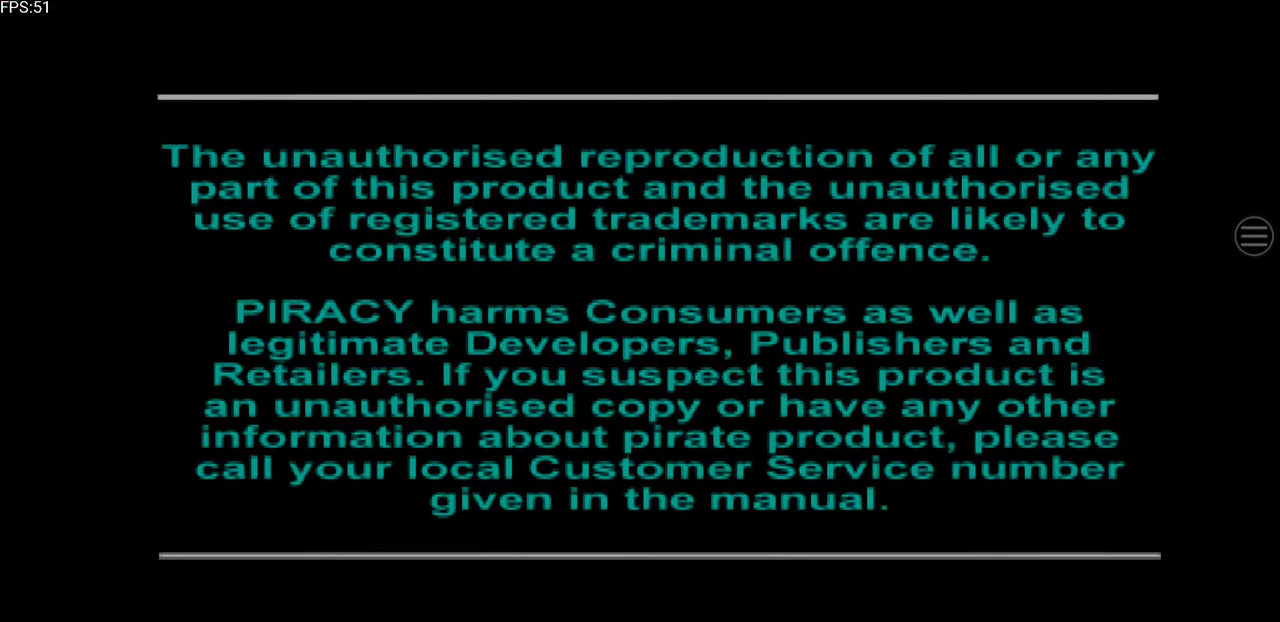 FPS:51
The unauthorised reproduction of all or any
part of this product and the unauthorised
use of registered trademarks are likely to
constitute a criminal offence.
PIRACY harms Consumers as well as
legitimate Developers, Publishers and
Retailers. If you suspect this product is
an unauthorised copy or have any other
information about pirate product, please
call your local Customer Service number
given in the manual.